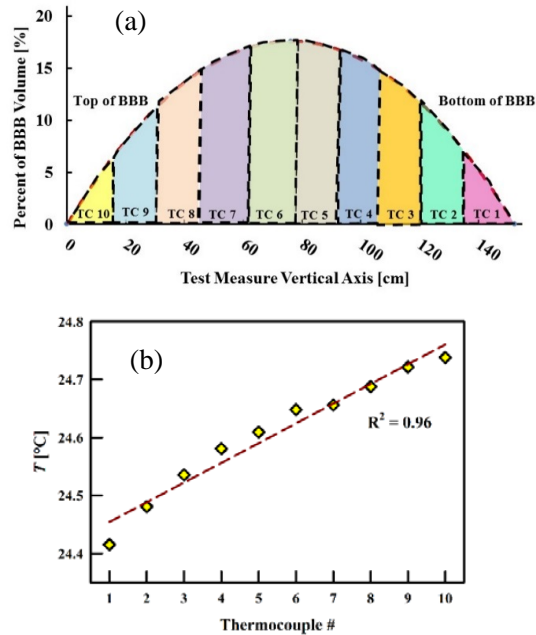 (a)
Percent of BBB Volume [%]
20
15
10
5
0
Top of BBB
Bottom of BBB
TC 10 TC 9 TC 8 TC 7 TC 6 TC 5 TC 4 TC 3 TC 2 TC 1
0 20 40 60 80 100 120 140
Test Measure Vertical Axis [cm]
(b)
T [°C]
24.8
24.7
24.6
24.5
24.4
R² = 0.96
1 2 3 4 5 6 7 8 9 10
Thermocouple #